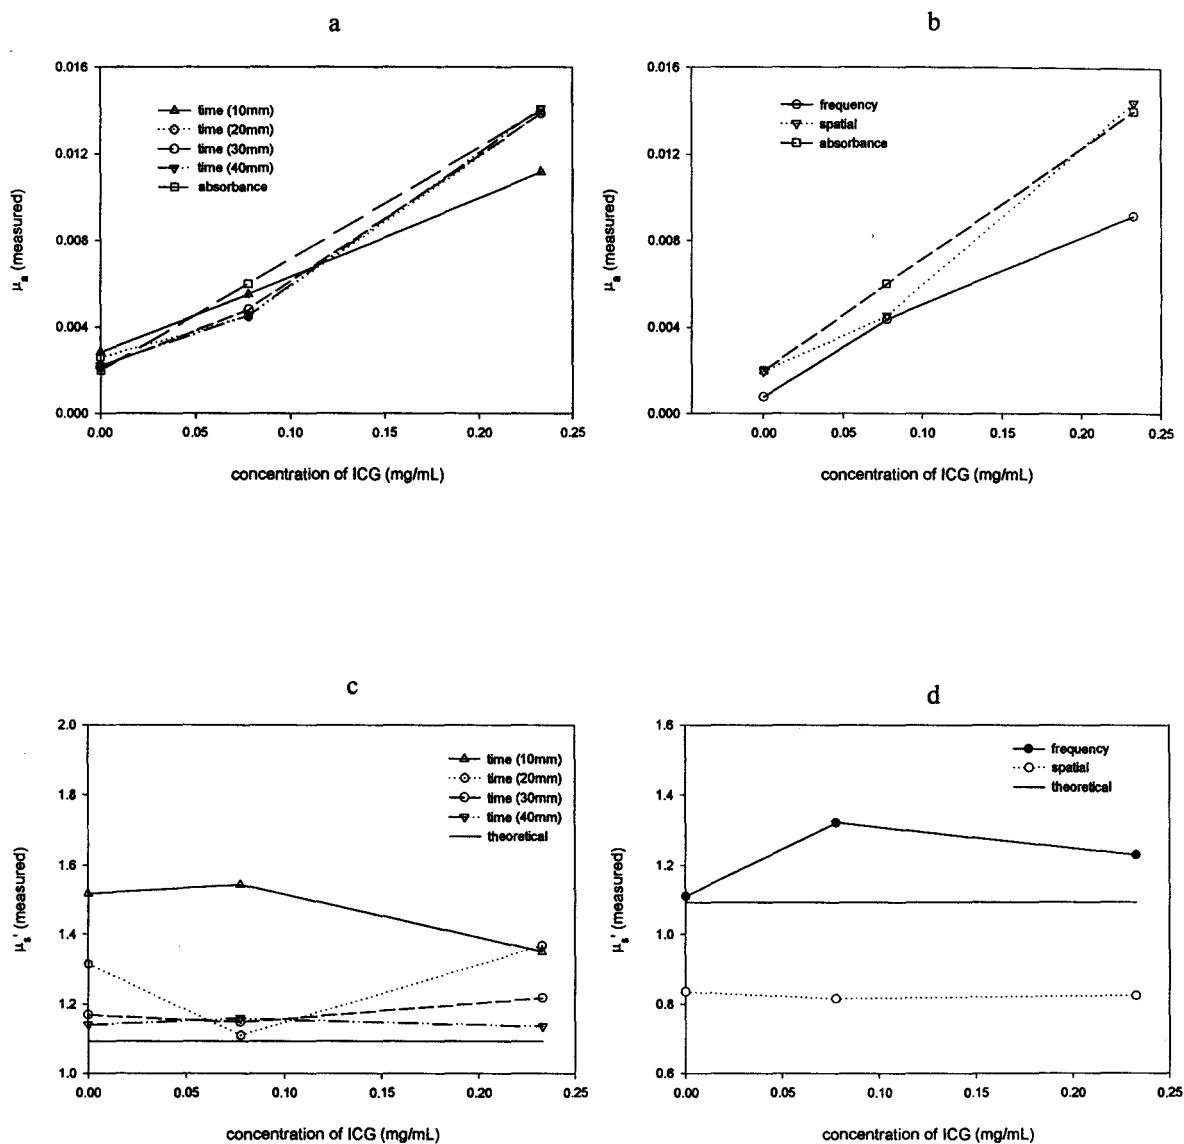 a
0.016
0.012
0.008
0.004
0.000
μa (measured)
time (10mm)
time (20mm)
time (30mm)
time (40mm)
absorbance
0.00 0.05 0.10 0.15 0.20 0.25
concentration of ICG (mg/mL)
b
0.016
0.012
0.008
0.004
0.000
μa (measured)
frequency
spatial
absorbance
0.00 0.05 0.10 0.15 0.20 0.25
concentration of ICG (mg/mL)
c
2.0
1.8
1.6
1.4
1.2
1.0
μs' (measured)
time (10mm)
time (20mm)
time (30mm)
time (40mm)
theoretical
0.00 0.05 0.10 0.15 0.20 0.25
concentration of ICG (mg/mL)
d
1.6
1.4
1.2
1.0
0.8
0.6
μs' (measured)
frequency
spatial
theoretical
0.00 0.05 0.10 0.15 0.20 0.25
concentration of ICG (mg/mL)